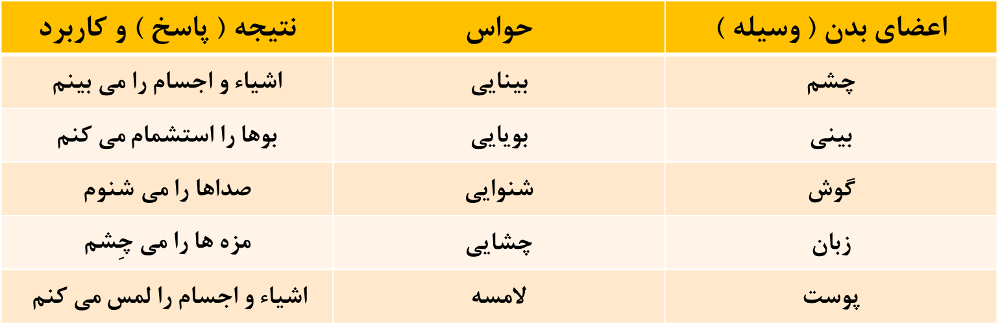 اعضای بدن ( وسیله ) حواس نتیجه ( پاسخ ) و کاربرد
چشم بینایی اشیاء و اجسام را می بینم
بینی بویایی بوها را استشمام می کنم
گوش شنوایی صداها را می شنوم
زبان چشایی مزه ها را می چِشم
پوست لامسه اشیاء و اجسام را لمس می کنم